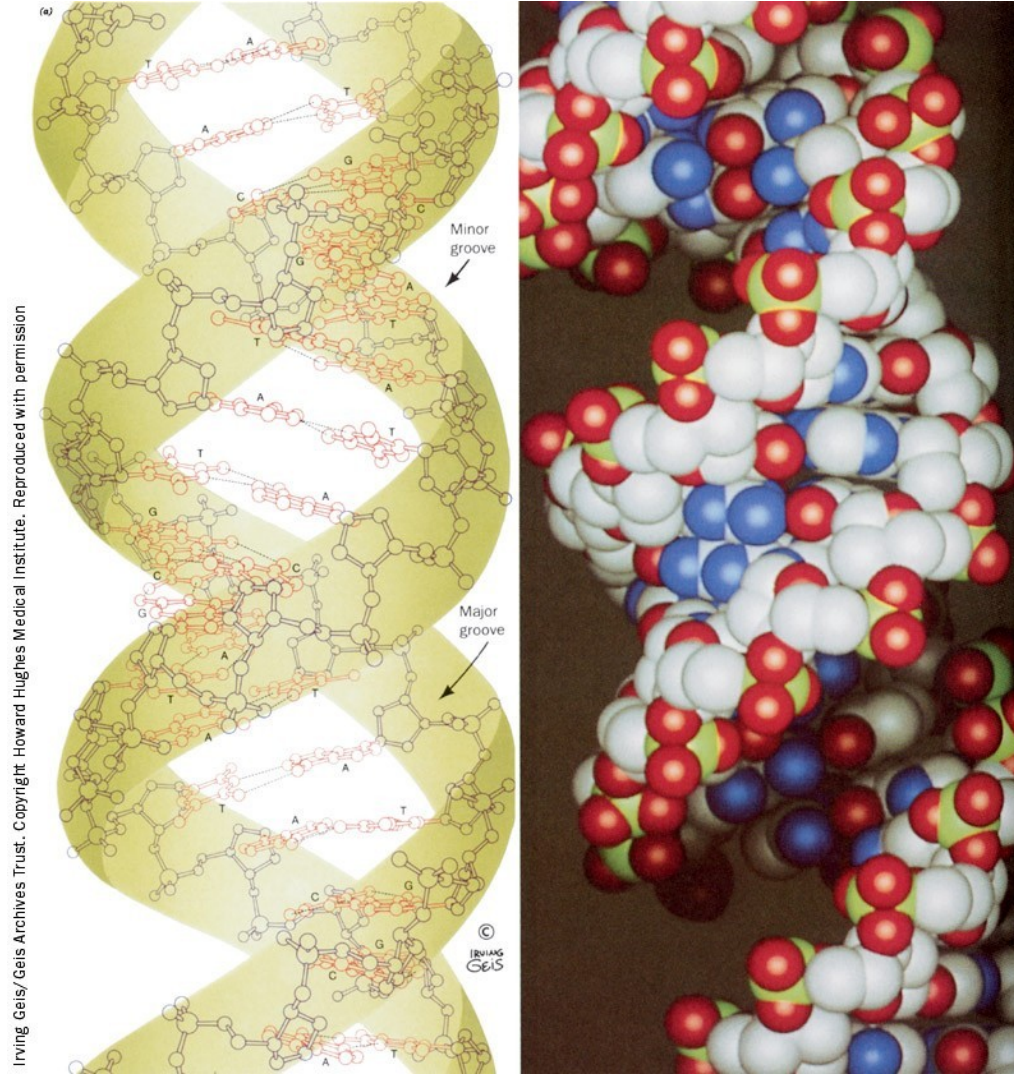 (a)
A
T
T
A
G
C
C
Minor
groove
G
A
T
T
A
A
T
T
A
G
C
C
G
Major
groove
A
T
T
A
A
T
A
T
G
C
©
IRVING
GEIS
G
C
T
A
Irving Geis/Geis Archives Trust. Copyright Howard Hughes Medical Institute. Reproduced with permission